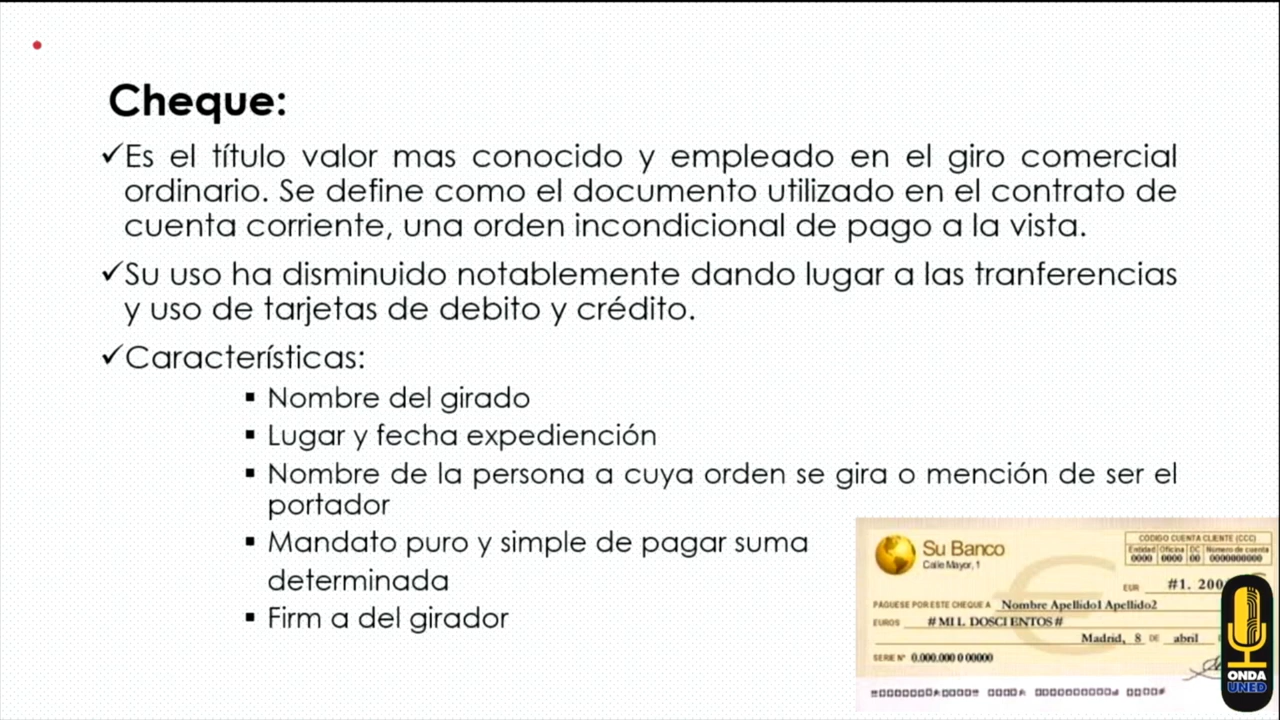 Cheque:
✓Es el título valor mas conocido y empleado en el giro comercial
ordinario. Se define como el documento utilizado en el contrato de
cuenta corriente, una orden incondicional de pago a la vista.
✓Su uso ha disminuido notablemente dando lugar a las tranferencias
y uso de tarjetas de debito y crédito.
✓Características:
▪ Nombre del girado
▪ Lugar y fecha expediención
▪ Nombre de la persona a cuya orden se gira o mención de ser el
portador
▪ Mandato puro y simple de pagar suma
determinada
▪ Firm a del girador
Su Banco
Calle Mayor, 1
CÓDIGO CUENTA CLIENTE (CCC)
Entidad Oficina DC Número de cuenta
0000 0000 00 0000000000
EUR #1. 200
PAGUESE POR ESTE CHEQUE A Nombre Apellido1 Apellido2
EUROS #MIL DOSCIENTOS#
Madrid, 8 DE abril
SERIE Nº 0.000.000 0 00000
ONDA
UNED